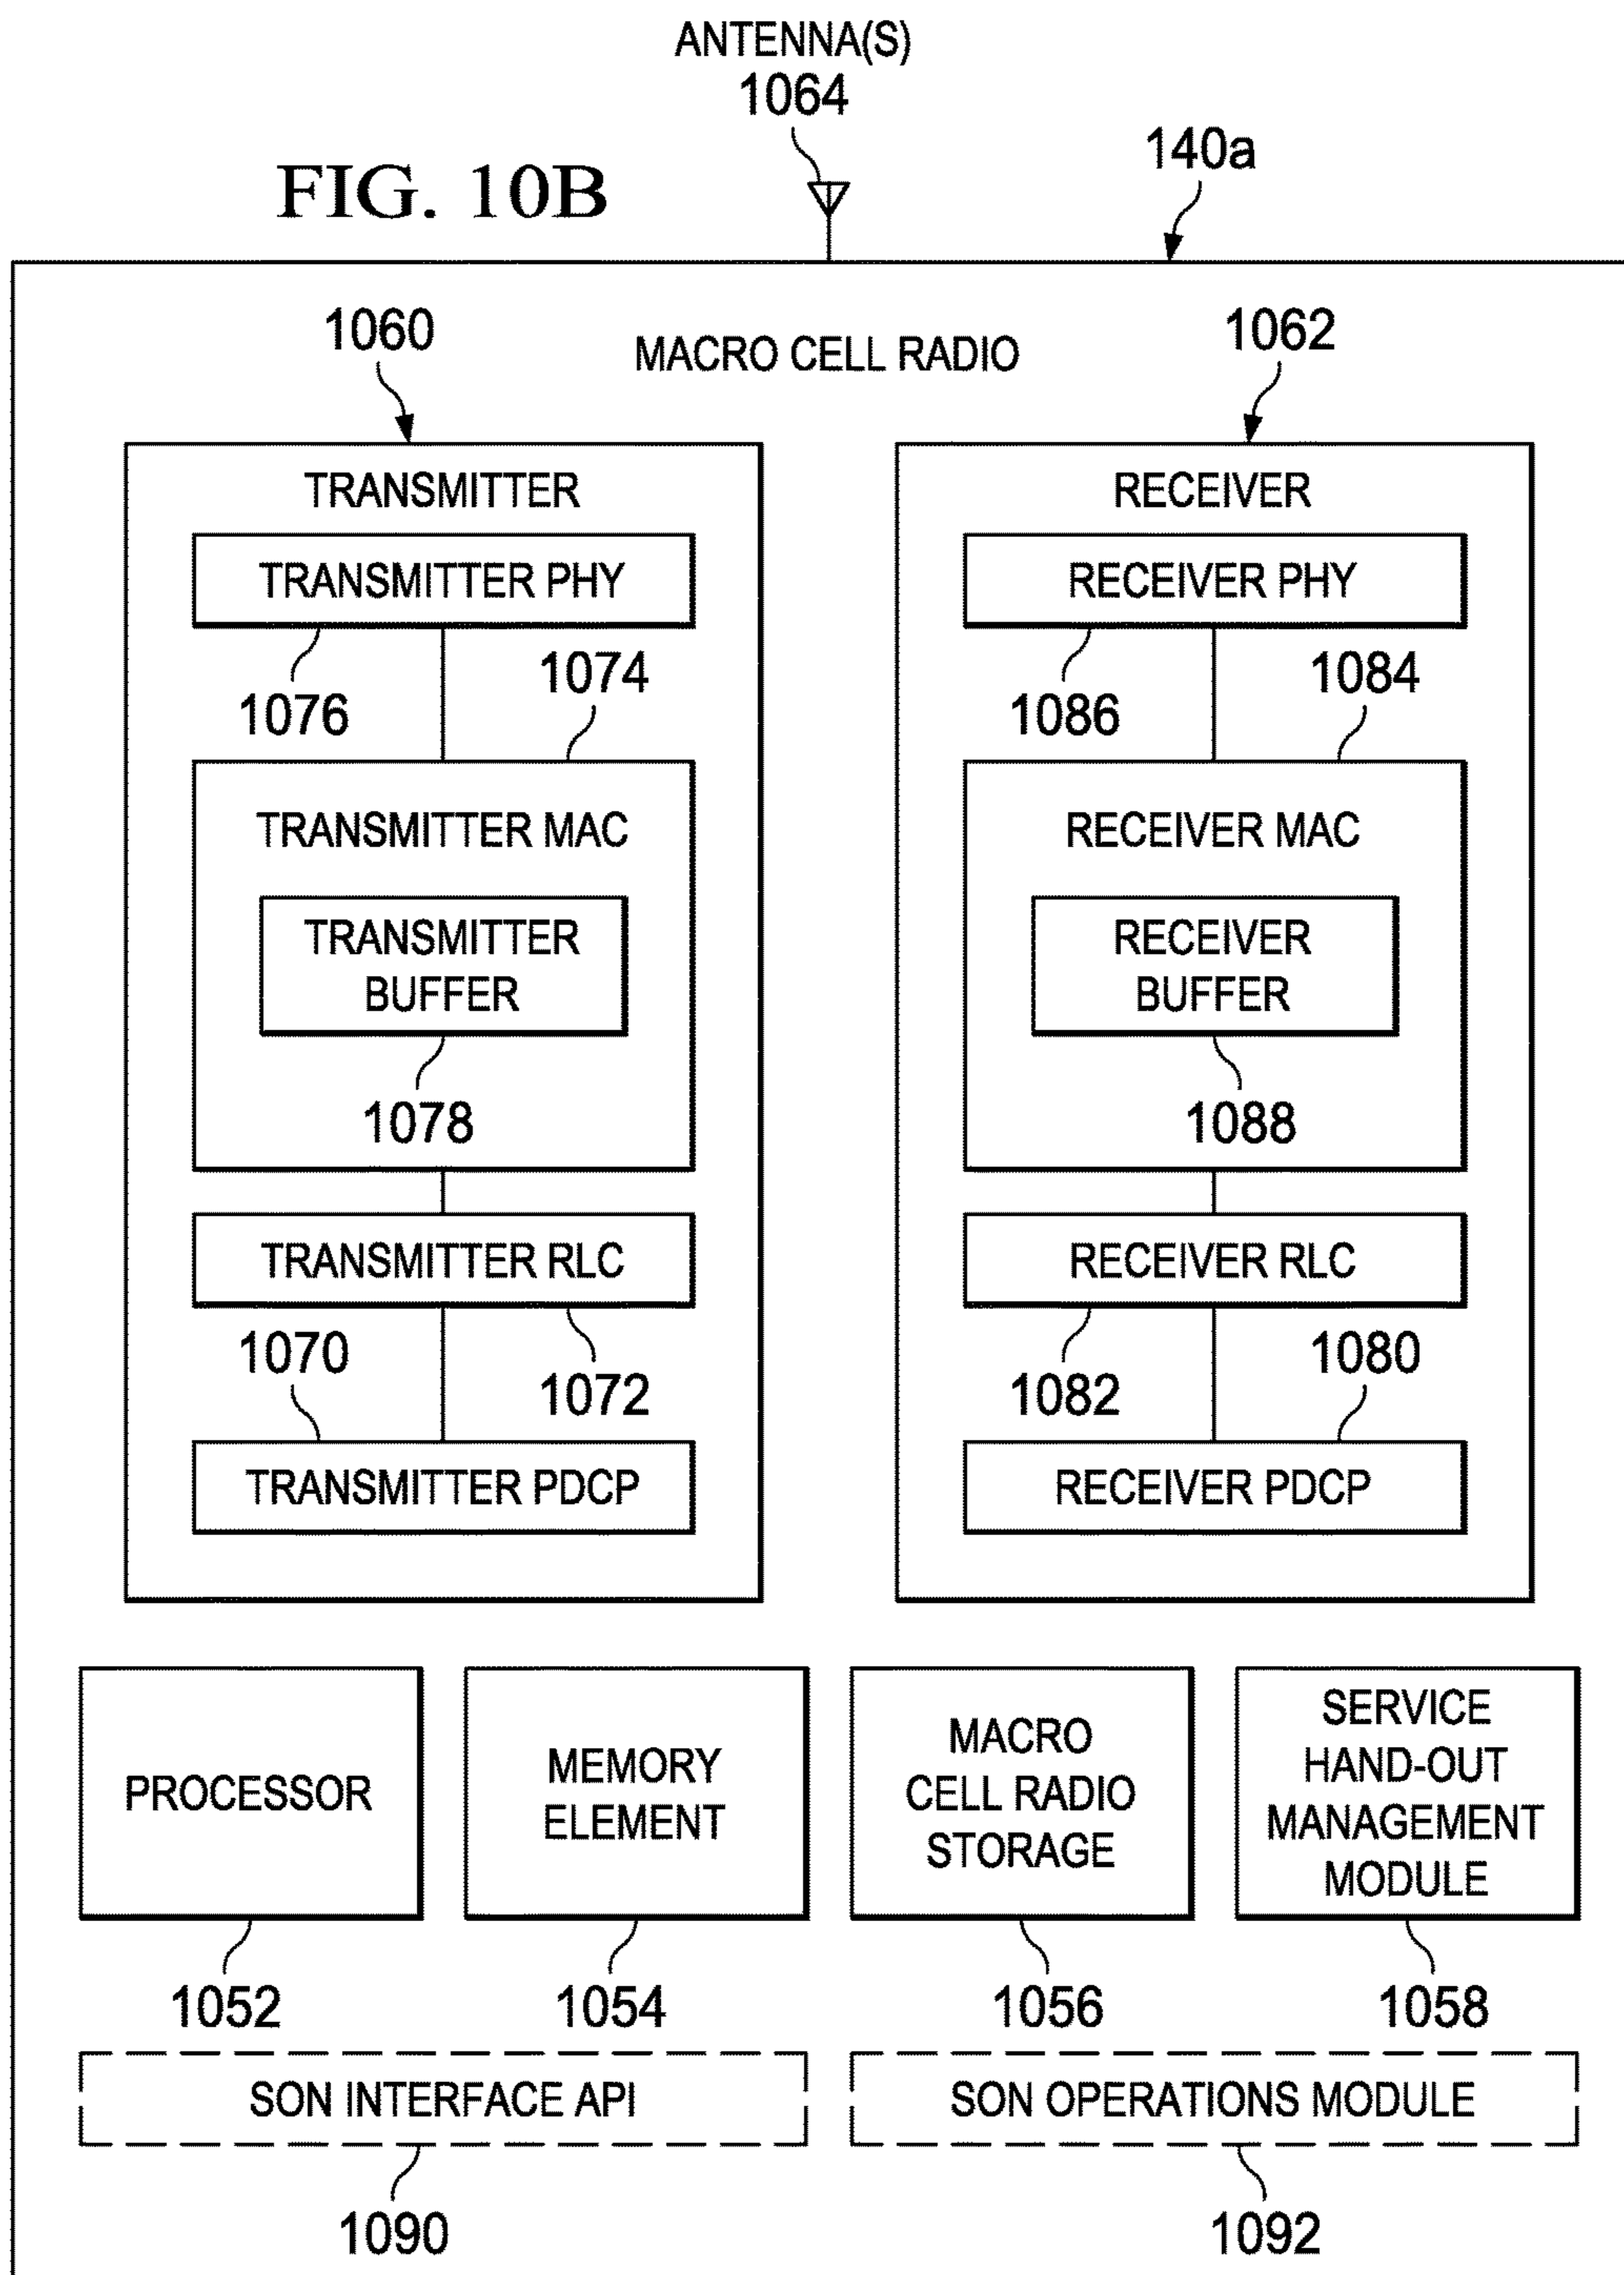 ANTENNA(S)
1064
140a
FIG. 10B
1060
MACRO CELL RADIO
1062
TRANSMITTER
RECEIVER
TRANSMITTER PHY
RECEIVER PHY
1076
1074
1086
1084
TRANSMITTER MAC
RECEIVER MAC
TRANSMITTER
BUFFER
RECEIVER
BUFFER
1078
1088
TRANSMITTER RLC
RECEIVER RLC
1070
1072
1082
1080
TRANSMITTER PDCP
RECEIVER PDCP
PROCESSOR
MEMORY
ELEMENT
MACRO
CELL RADIO
STORAGE
SERVICE
HAND-OUT
MANAGEMENT
MODULE
1052
1054
1056
1058
SON INTERFACE API
SON OPERATIONS MODULE
1090
1092